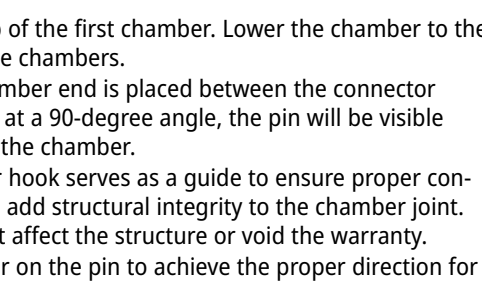 of the first chamber. Lower the chamber to the
e chambers.
mber end is placed between the connector
at a 90-degree angle, the pin will be visible
the chamber.
r hook serves as a guide to ensure proper con-
add structural integrity to the chamber joint.
t affect the structure or void the warranty.
r on the pin to achieve the proper direction for